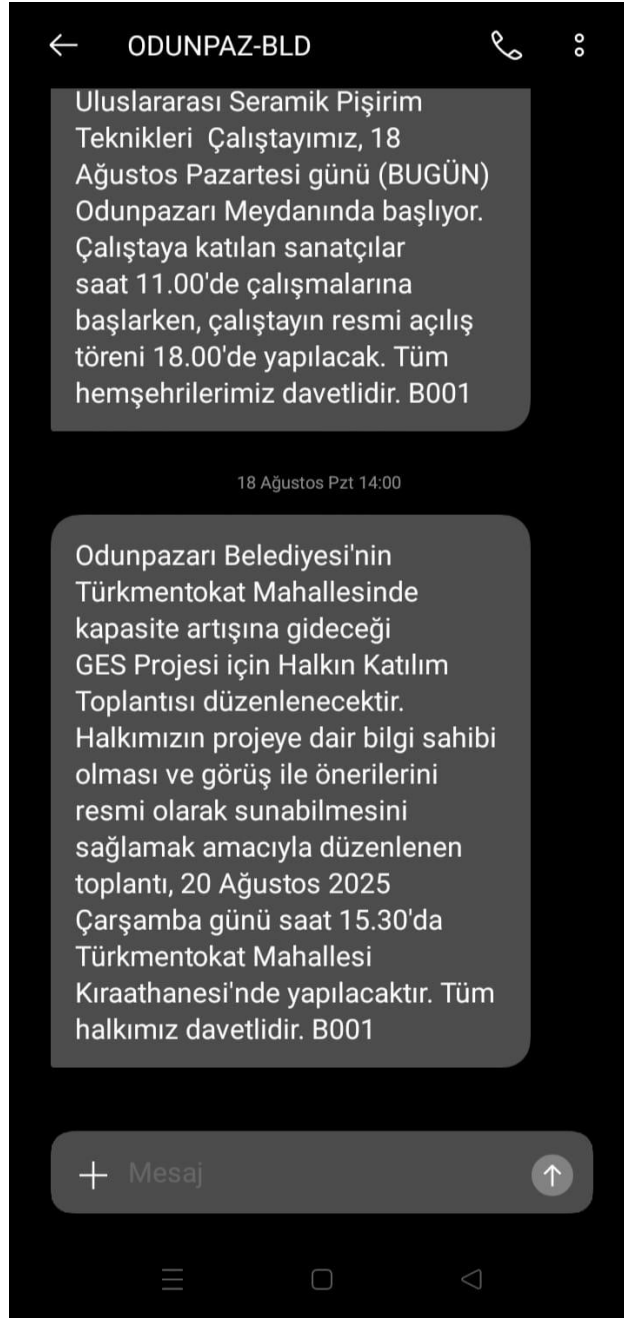 ODUNPAZ-BLD
Uluslararası Seramik Pişirim
Teknikleri  Çalıştayımız, 18
Ağustos Pazartesi günü (BUGÜN)
Odunpazarı Meydanında başlıyor.
Çalıştaya katılan sanatçılar
saat 11.00'de çalışmalarına
başlarken, çalıştayın resmi açılış
töreni 18.00'de yapılacak. Tüm
hemşehrilerimiz davetlidir. B001
18 Ağustos Pzt 14:00
Odunpazarı Belediyesi'nin
Türkmentokat Mahallesinde
kapasite artışına gideceği
GES Projesi için Halkın Katılım
Toplantısı düzenlenecektir.
Halkımızın projeye dair bilgi sahibi
olması ve görüş ile önerilerini
resmi olarak sunabilmesini
sağlamak amacıyla düzenlenen
toplantı, 20 Ağustos 2025
Çarşamba günü saat 15.30'da
Türkmentokat Mahallesi
Kıraathanesi'nde yapılacaktır. Tüm
halkımız davetlidir. B001
Mesaj